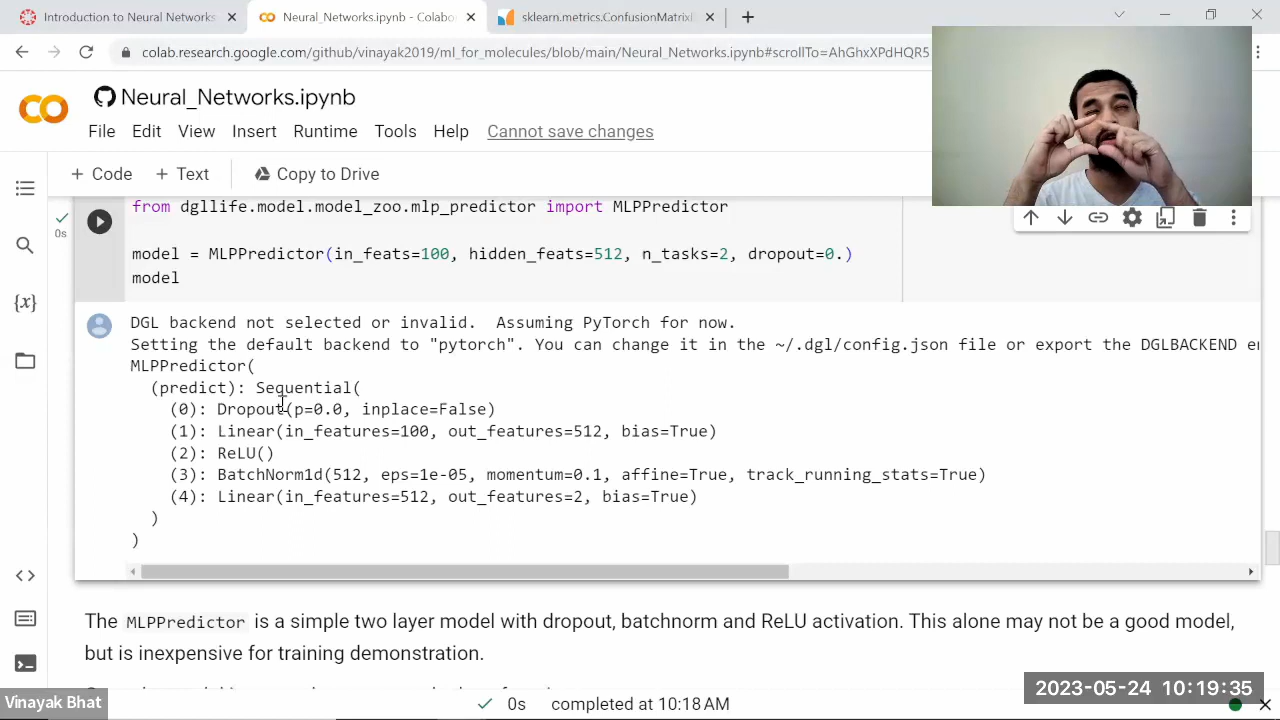 Introduction to Neural Networks
Neural_Networks.ipynb - Colabo
sklearn.metrics.ConfusionMatrixD
colab.research.google.com/github/vinayak2019/ml_for_molecules/blob/main/Neural_Networks.ipynb#scrollTo=AhGhxXPdHQR5
Neural_Networks.ipynb
File Edit View Insert Runtime Tools Help Cannot save changes
+ Code + Text Copy to Drive
0s
from dgllife.model.model_zoo.mlp_predictor import MLPPredictor
model = MLPPredictor(in_feats=100, hidden_feats=512, n_tasks=2, dropout=0.)
model
DGL backend not selected or invalid. Assuming PyTorch for now.
Setting the default backend to "pytorch". You can change it in the ~/.dgl/config.json file or export the DGLBACKEND en
MLPPredictor(
(predict): Sequential(
(0): Dropout(p=0.0, inplace=False)
(1): Linear(in_features=100, out_features=512, bias=True)
(2): ReLU()
(3): BatchNorm1d(512, eps=1e-05, momentum=0.1, affine=True, track_running_stats=True)
(4): Linear(in_features=512, out_features=2, bias=True)
)
)
The MLPPredictor is a simple two layer model with dropout, batchnorm and ReLU activation. This alone may not be a good model,
but is inexpensive for training demonstration.
Vinayak Bhat
0s completed at 10:18 AM
2023-05-24 10:19:35